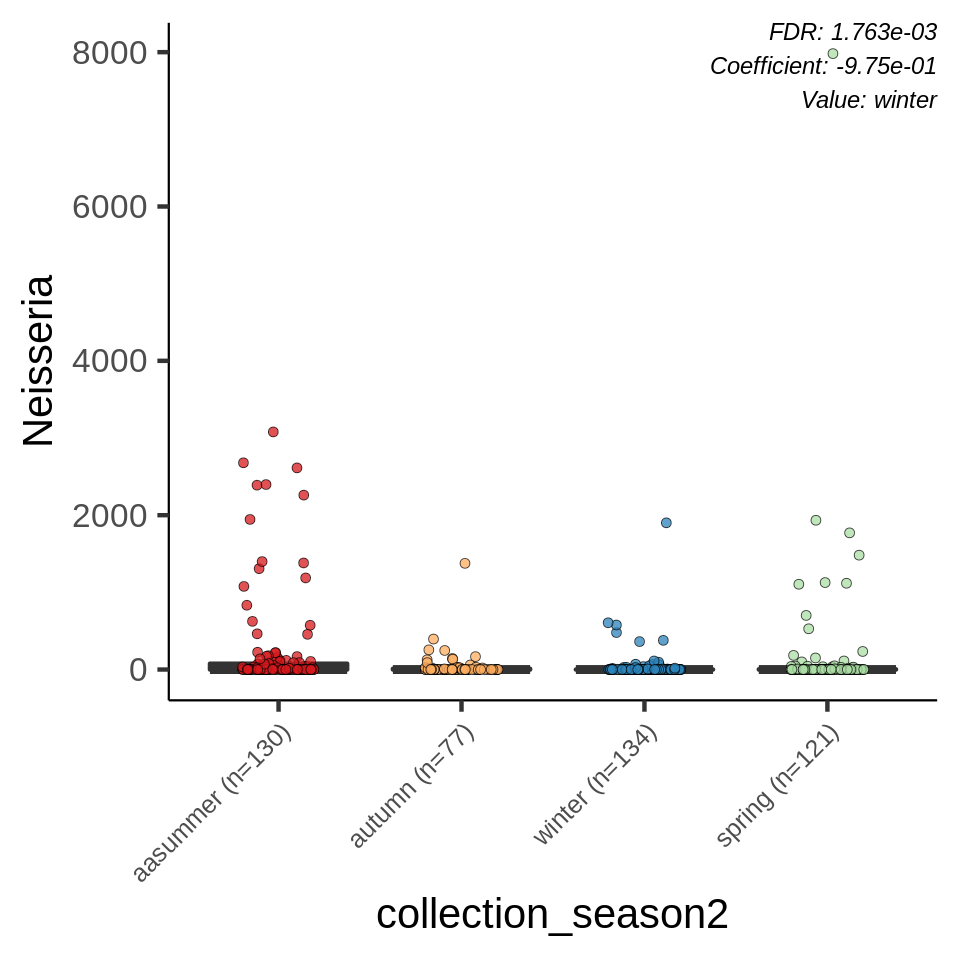 FDR: 1.763e-03
Coefficient: -9.75e-01
Value: winter
8000
6000
4000
2000
0
Neisseria
aasummer (n=130)
autumn (n=77)
winter (n=134)
spring (n=121)
collection_season2